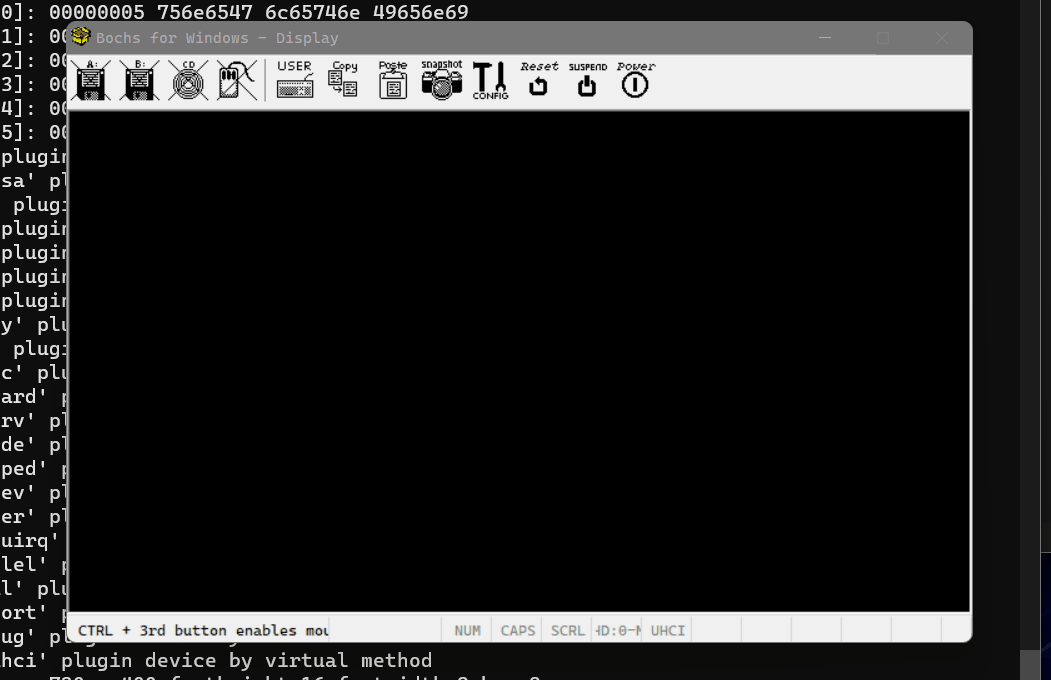 0]: 00000005 756e6547 6c65746e 49656e69
1]: 00
Bochs for Windows - Display
2]: 00
A:
B:
CD
USER
Copy
Paste
snapshot
CONFIG
Reset
SUSPEND
Power
3]: 00
4]: 00
5]: 00
plugin
sa' pl
plugi
plugin
plugin
plugin
plugin
y' plu
plugi
c' plu
ard' p
rv' pl
de' pl
ped' p
ev' pl
er' pl
uirq'
lel' p
l' plu
ort' p
ug' pl
CTRL + 3rd button enables mou
NUM
CAPS
SCRL
HD:0-M
UHCI
hci' plugin device by virtual method